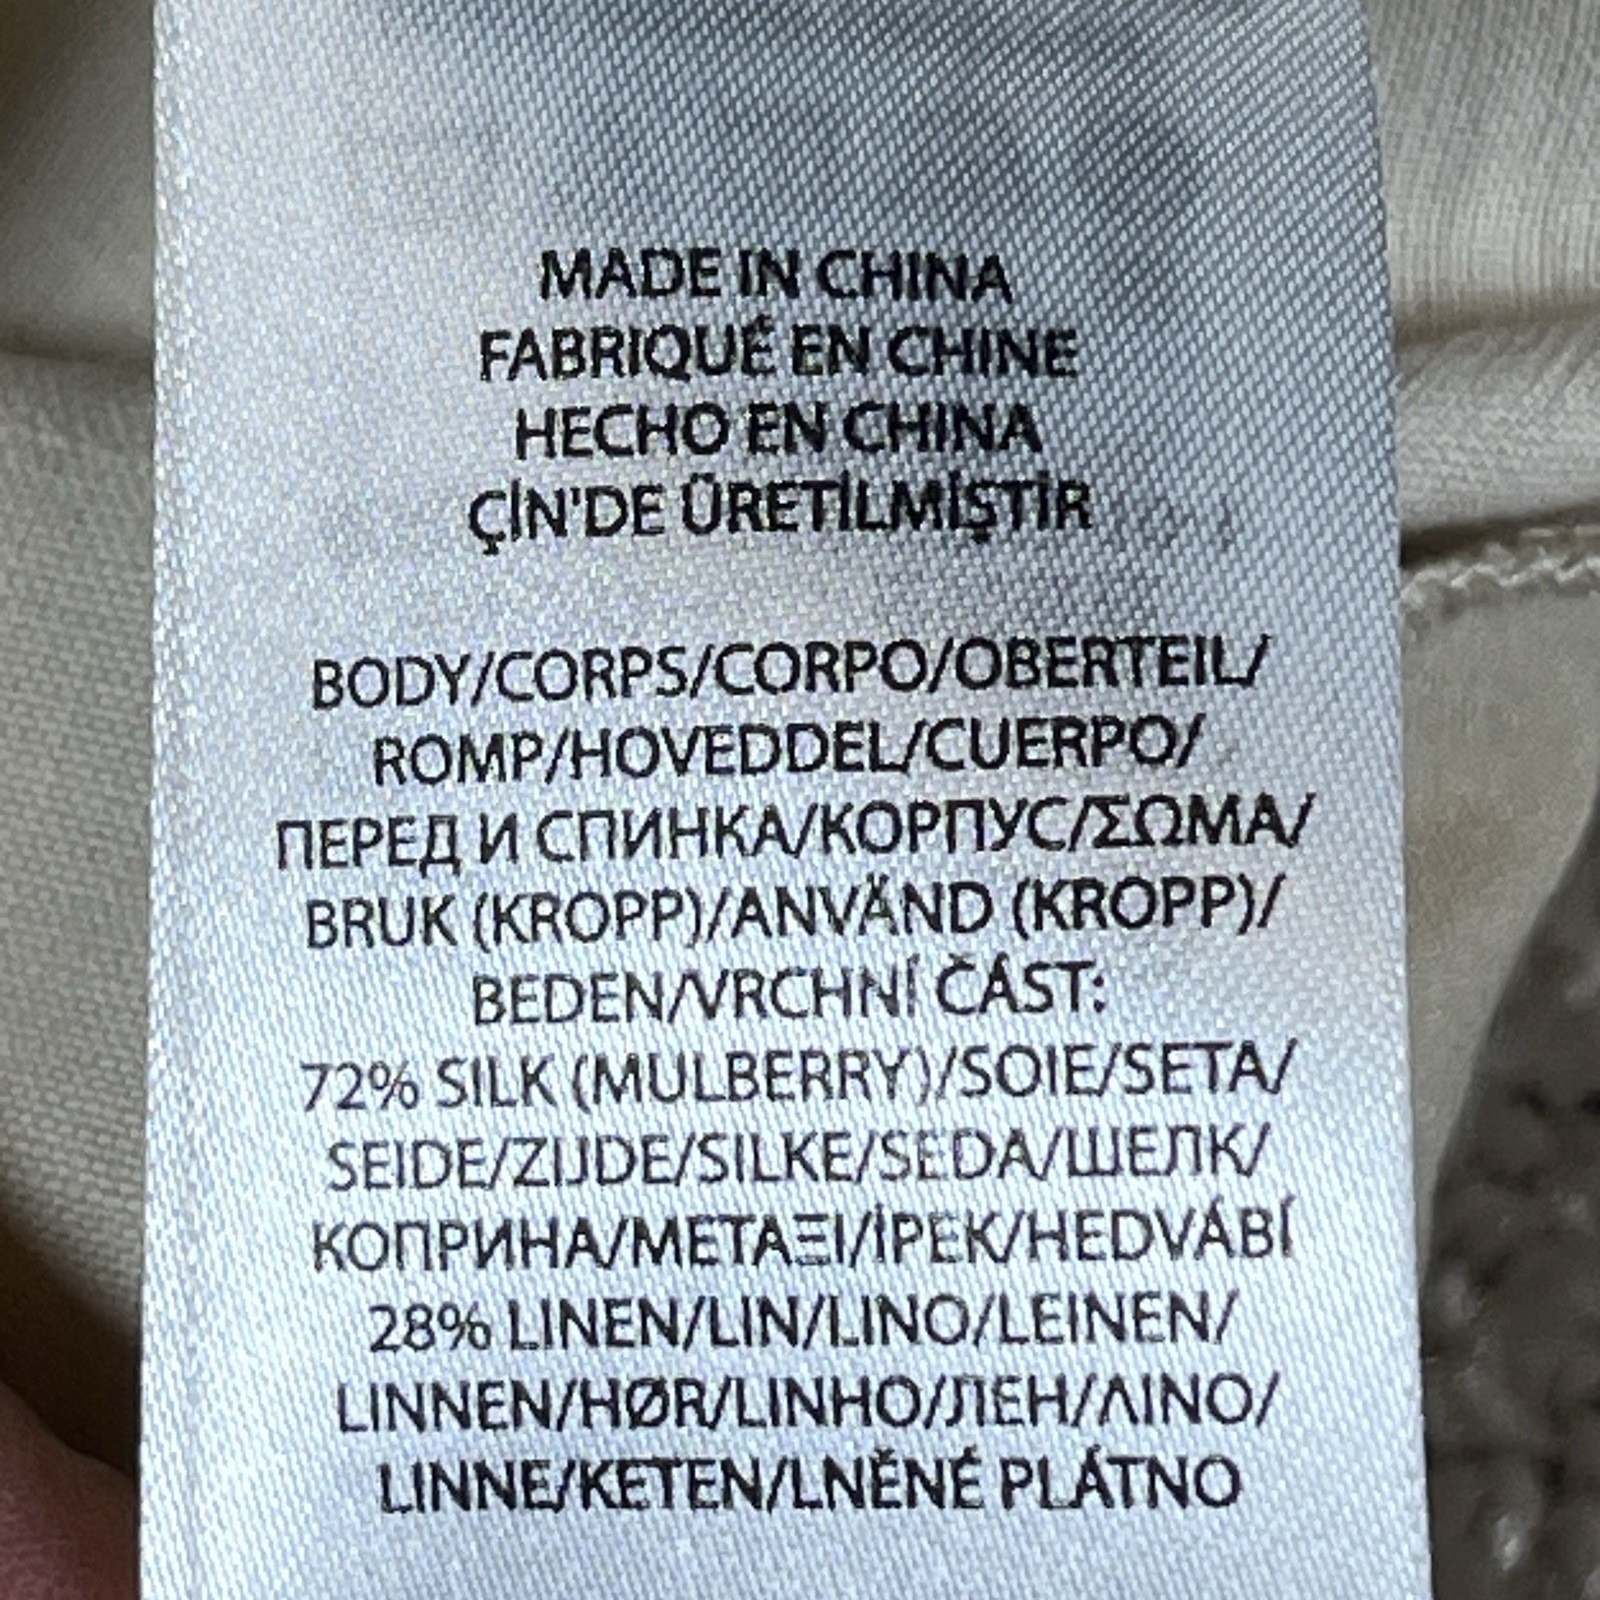 MADE IN CHINA
FABRIQUÉ EN CHINE
HECHO EN CHINA
ÇİN'DE ÜRETİLMİŞTİR
BODY/CORPS/CORPO/OBERTEIL/
ROMP/HOVEDDEL/CUERPO/
ПЕРЕД И СПИНКА/КОРПУС/ΣΩΜΑ/
BRUK (KROPP)/ANVÄND (KROPP)/
BEDEN/VRCHNÍ ČÁST:
72% SILK (MULBERRY)/SOIE/SETA/
SEIDE/ZIJDE/SILKE/SEDA/ШЕЛК/
КОПРИНА/ΜΕΤΑΞΙ/İPEK/HEDVÁBÍ
28% LINEN/LIN/LINO/LEINEN/
LINNEN/HØR/LINHO/ЛЕН/ΛΙΝΟ/
LINNE/KETEN/LNĚNÉ PLÁTNO